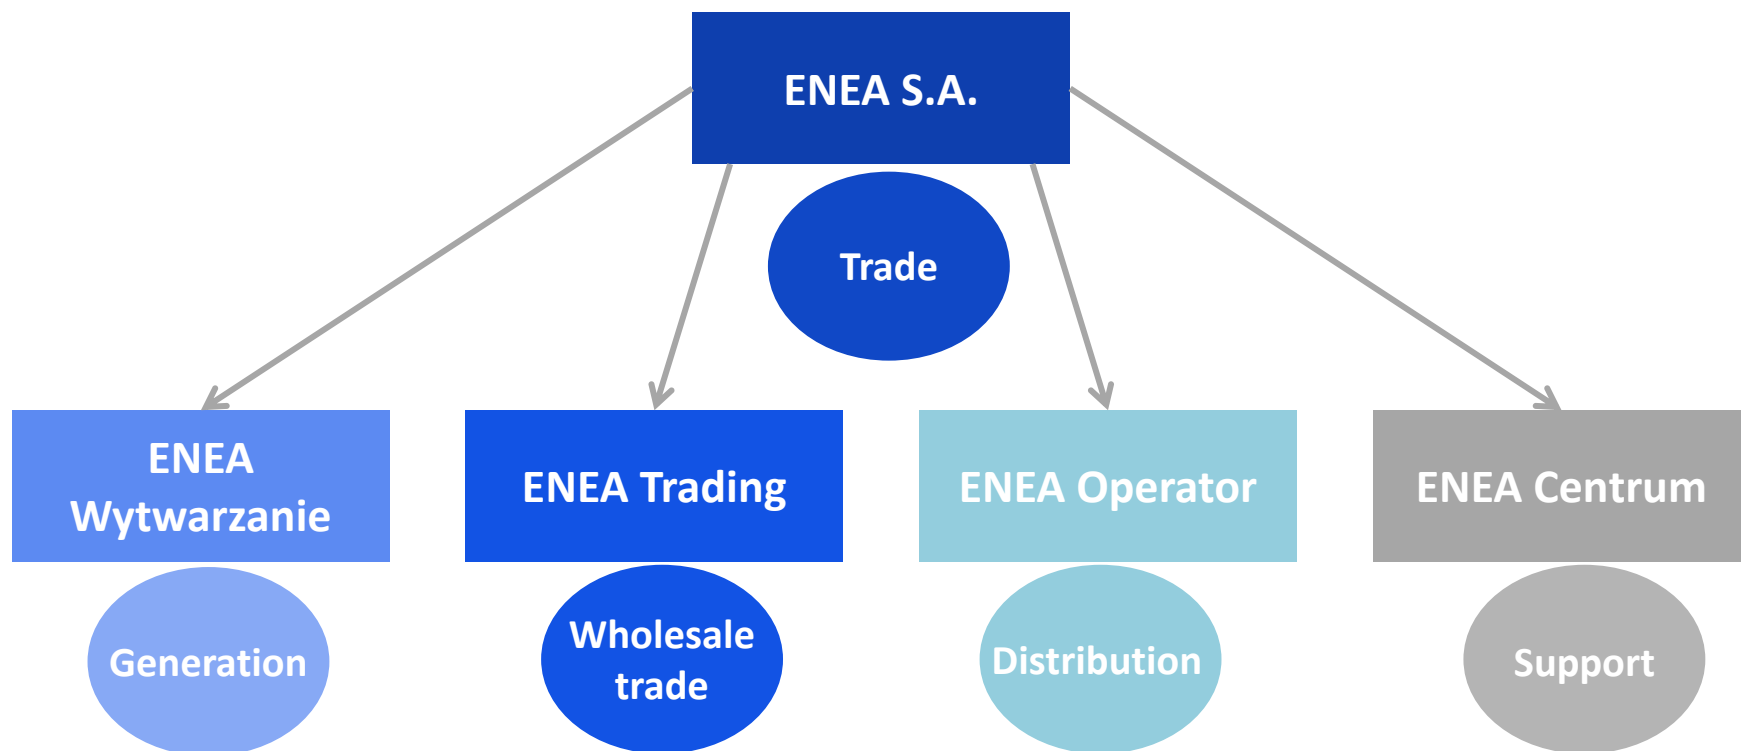 ENEA S.A.
Trade
ENEA
Wytwarzanie
ENEA Trading
ENEA Operator
ENEA Centrum
Generation
Wholesale
trade
Distribution
Support